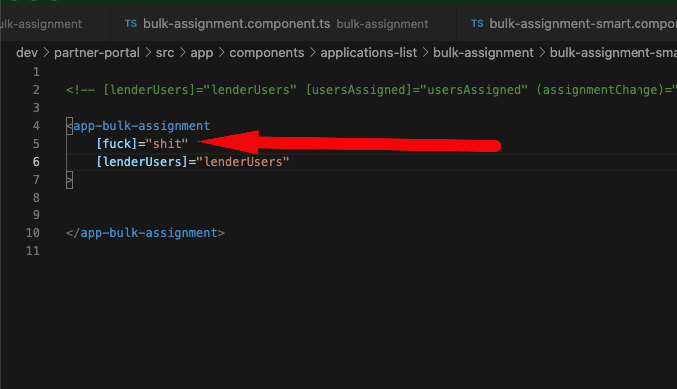 ulk-assignment TS bulk-assignment.component.ts bulk-assignment TS bulk-assignment-smart.compo
dev > partner-portal > src > app > components > applications-list > bulk-assignment > bulk-assignment-sma
1
2 <!-- [lenderUsers]="lenderUsers" [usersAssigned]="usersAssigned" (assignmentChange)="
3
4 <app-bulk-assignment
5 [fuck]="shit"
6 [lenderUsers]="lenderUsers"
7 >
8
9
10 </app-bulk-assignment>
11